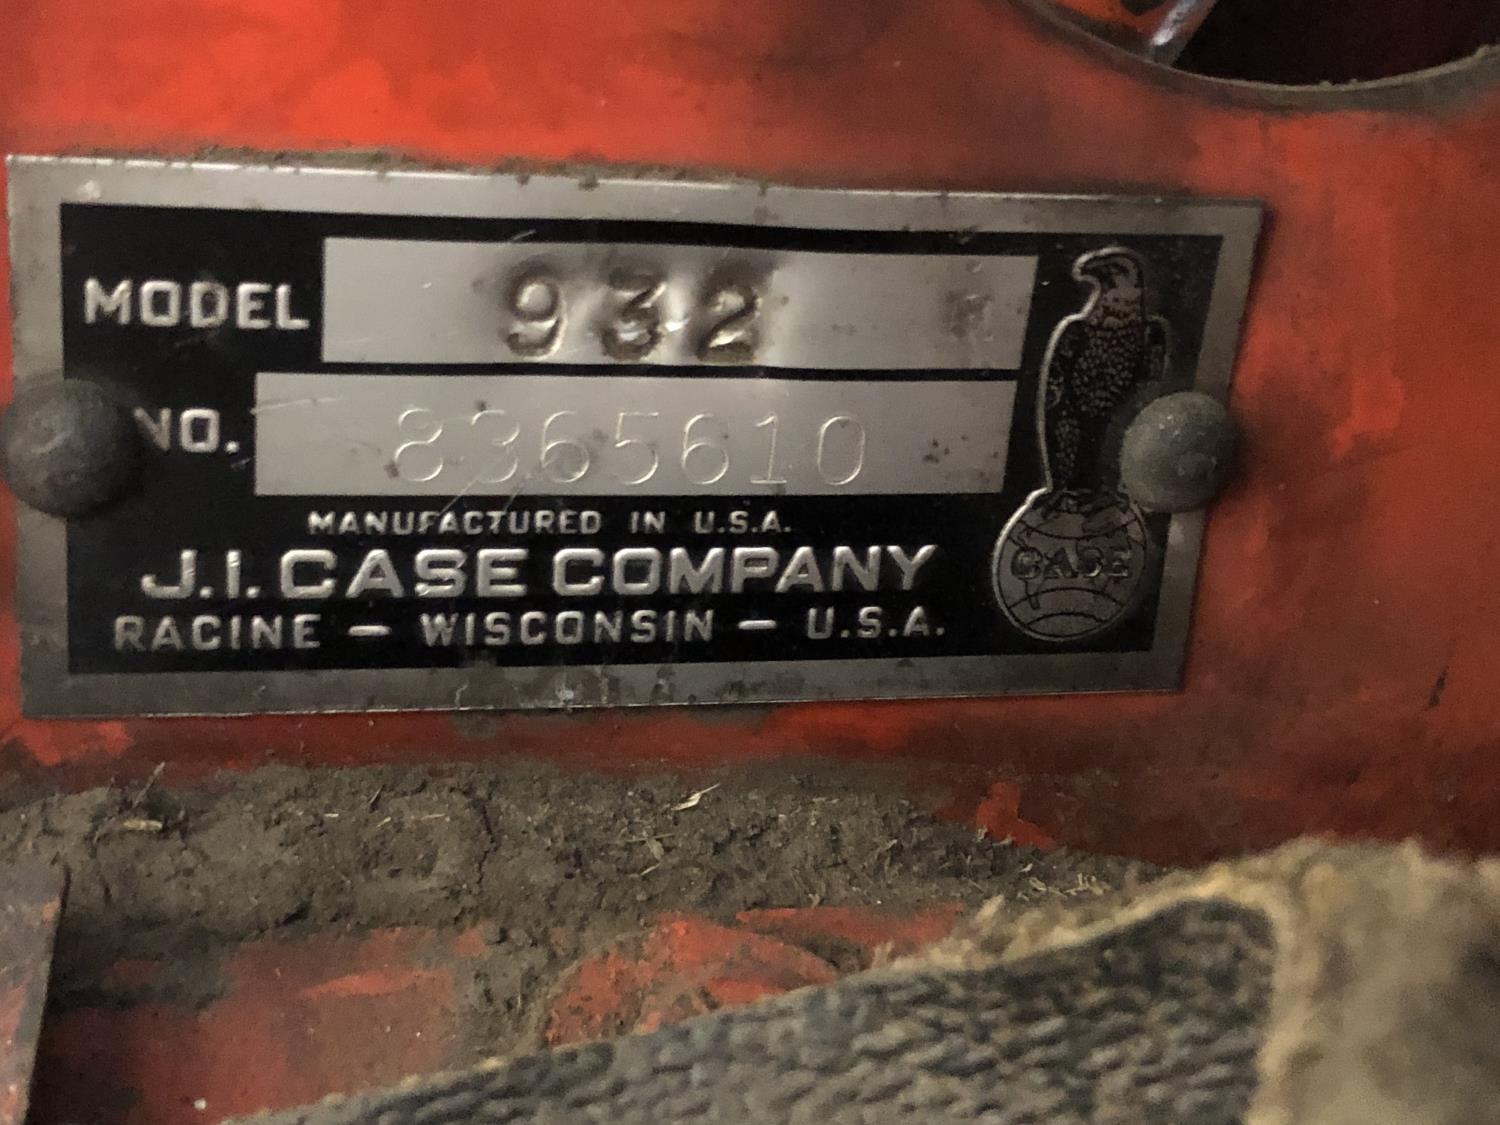 MODEL 932
NO. 8365610
MANUFACTURED IN U.S.A.
J.I. CASE COMPANY
RACINE — WISCONSIN — U.S.A.
CASE